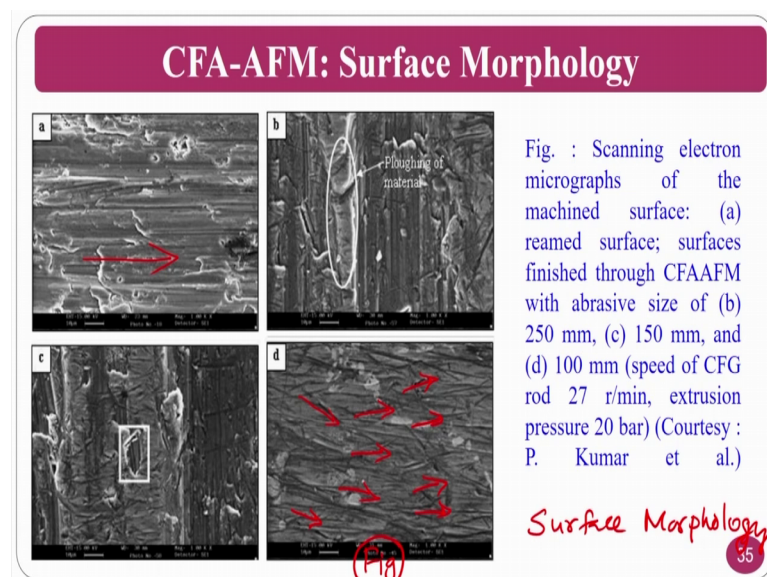 CFA-AFM: Surface Morphology
a
b
Ploughing of
material
c
d
Fig. : Scanning electron
micrographs of the
machined surface: (a)
reamed surface; surfaces
finished through CFAAFM
with abrasive size of (b)
250 mm, (c) 150 mm, and
(d) 100 mm (speed of CFG
rod 27 r/min, extrusion
pressure 20 bar) (Courtesy :
P. Kumar et al.)
Surface Morphology
35